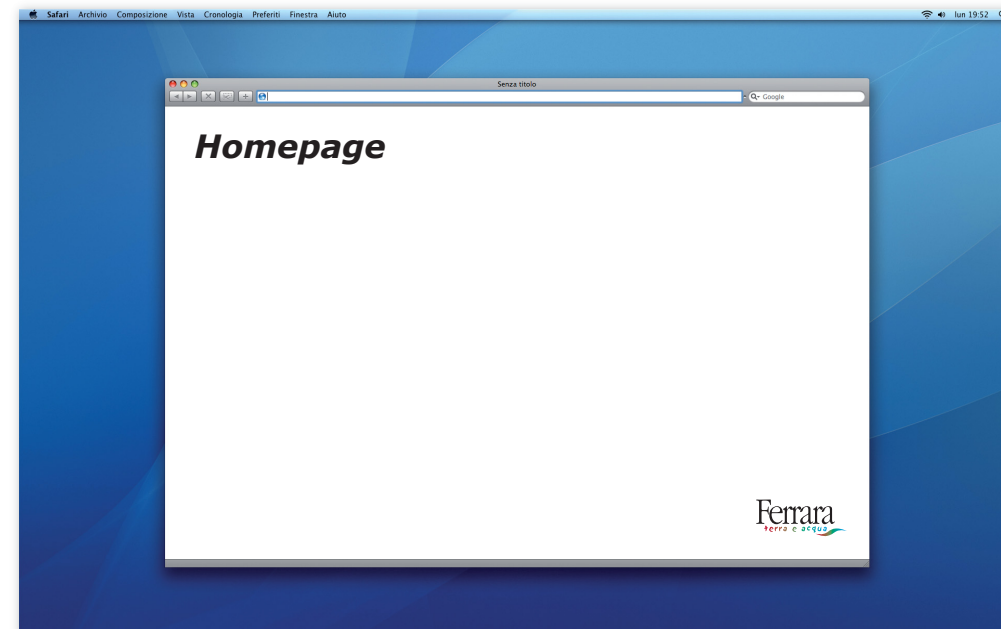 Safari Archivio Composizione Vista Cronologia Preferiti Finestra Aiuto lun 19:52
Senza titolo
Google
Homepage
Ferrara
terra e acqua